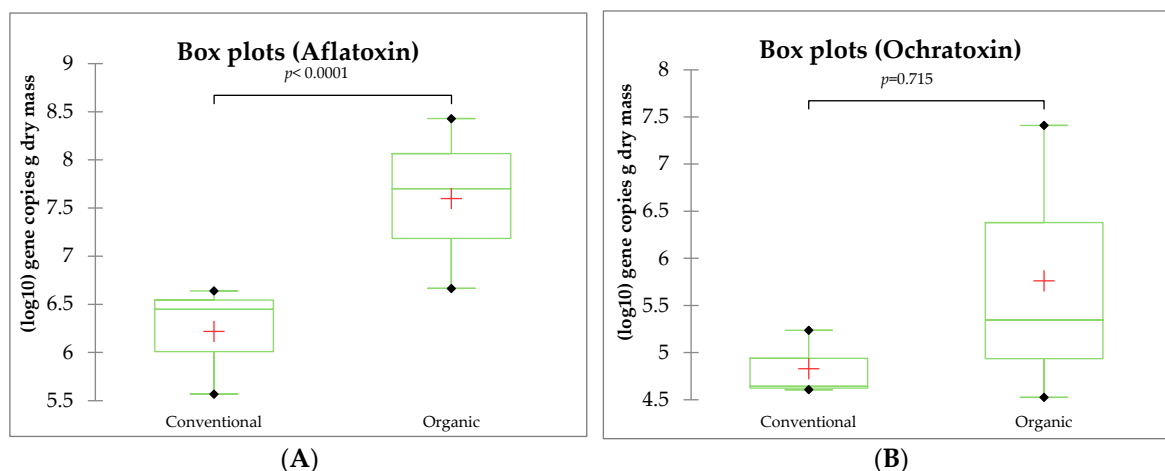 Box plots (Aflatoxin)
p< 0.0001
(log10) gene copies g dry mass
9
8.5
8
7.5
7
6.5
6
5.5
Conventional
Organic
(A)
Box plots (Ochratoxin)
p=0.715
(log10) gene copies g dry mass
8
7.5
7
6.5
6
5.5
5
4.5
Conventional
Organic
(B)